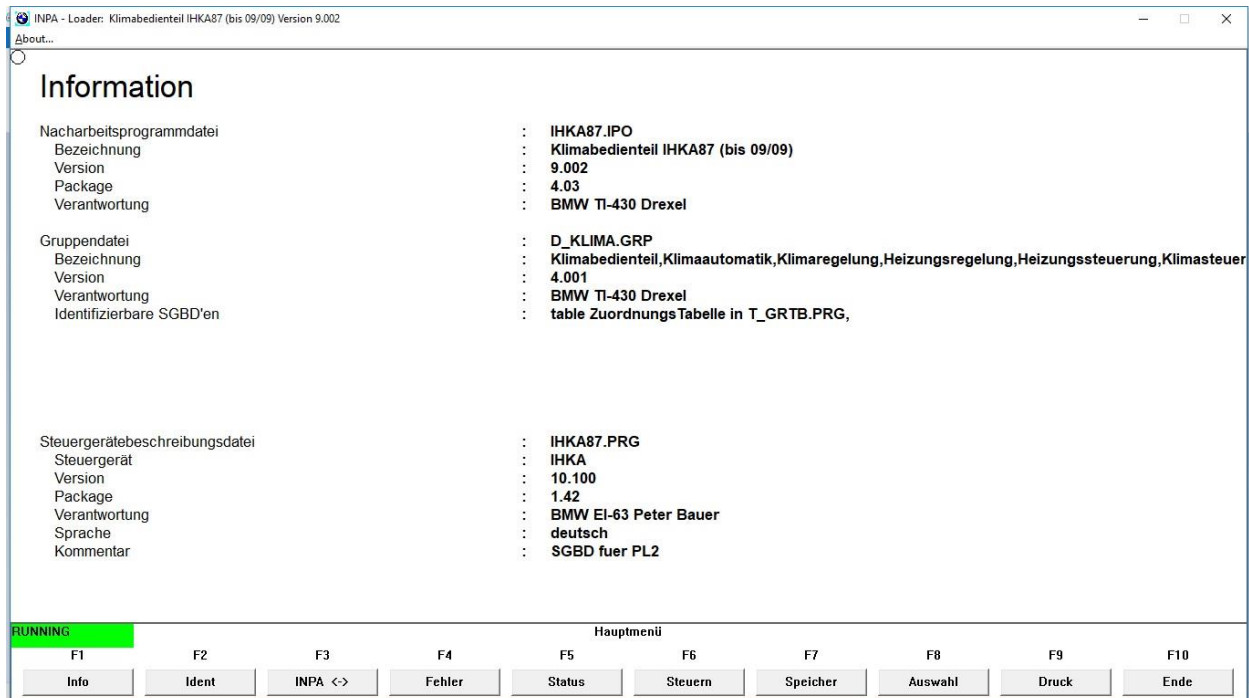 INPA - Loader: Klimabedienteil IHKA87 (bis 09/09) Version 9.002
About...
Information
Nacharbeitsprogrammdatei : IHKA87.IPO
Bezeichnung : Klimabedienteil IHKA87 (bis 09/09)
Version : 9.002
Package : 4.03
Verantwortung : BMW TI-430 Drexel
Gruppendatei : D_KLIMA.GRP
Bezeichnung : Klimabedienteil,Klimaautomatik,Klimaregelung,Heizungsregelung,Heizungssteuerung,Klimasteuer
Version : 4.001
Verantwortung : BMW TI-430 Drexel
Identifizierbare SGBD'en : table ZuordnungsTabelle in T_GRTB.PRG,
Steuergerätebeschreibungsdatei : IHKA87.PRG
Steuergerät : IHKA
Version : 10.100
Package : 1.42
Verantwortung : BMW EI-63 Peter Bauer
Sprache : deutsch
Kommentar : SGBD fuer PL2
RUNNING Hauptmenü
F1 F2 F3 F4 F5 F6 F7 F8 F9 F10
Info Ident INPA <-> Fehler Status Steuern Speicher Auswahl Druck Ende